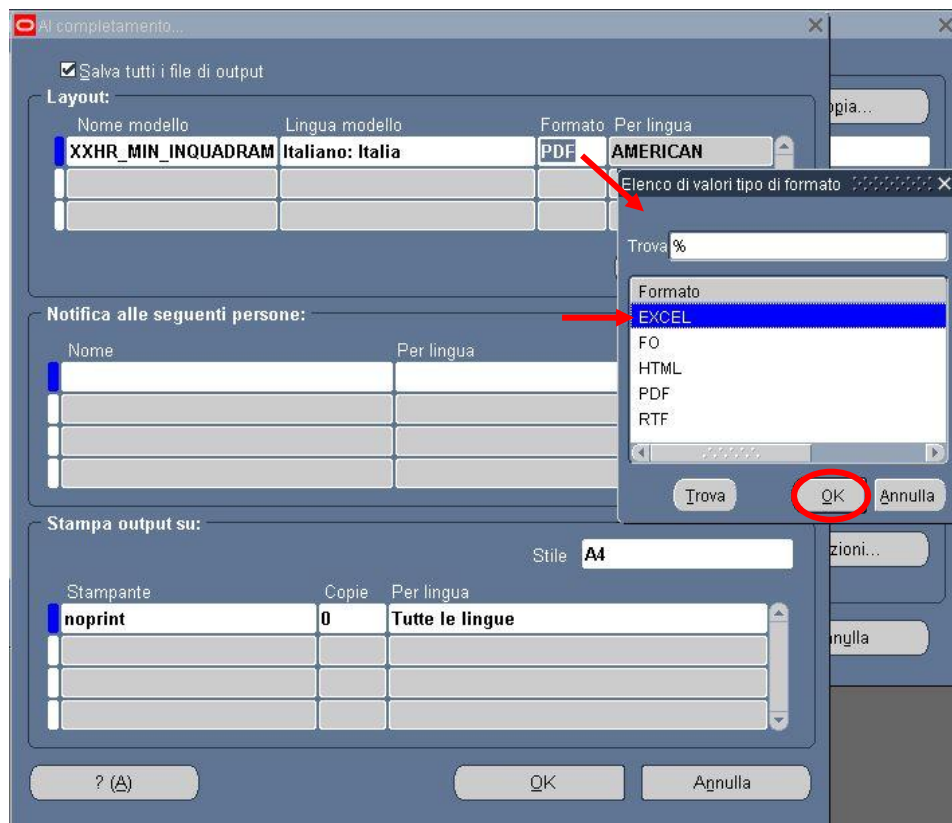 Al completamento...
Salva tutti i file di output
Layout:
Nome modello Lingua modello Formato Per lingua
XXHR_MIN_INQUADRAM Italiano: Italia PDF AMERICAN
Elenco di valori tipo di formato
Trova %
Formato
EXCEL
FO
HTML
PDF
RTF
Trova OK Annulla
Notifica alle seguenti persone:
Nome Per lingua
Stampa output su:
Stile A4
Stampante Copie Per lingua
noprint 0 Tutte le lingue
? (A) OK Annulla
opia...
zioni...
nnulla